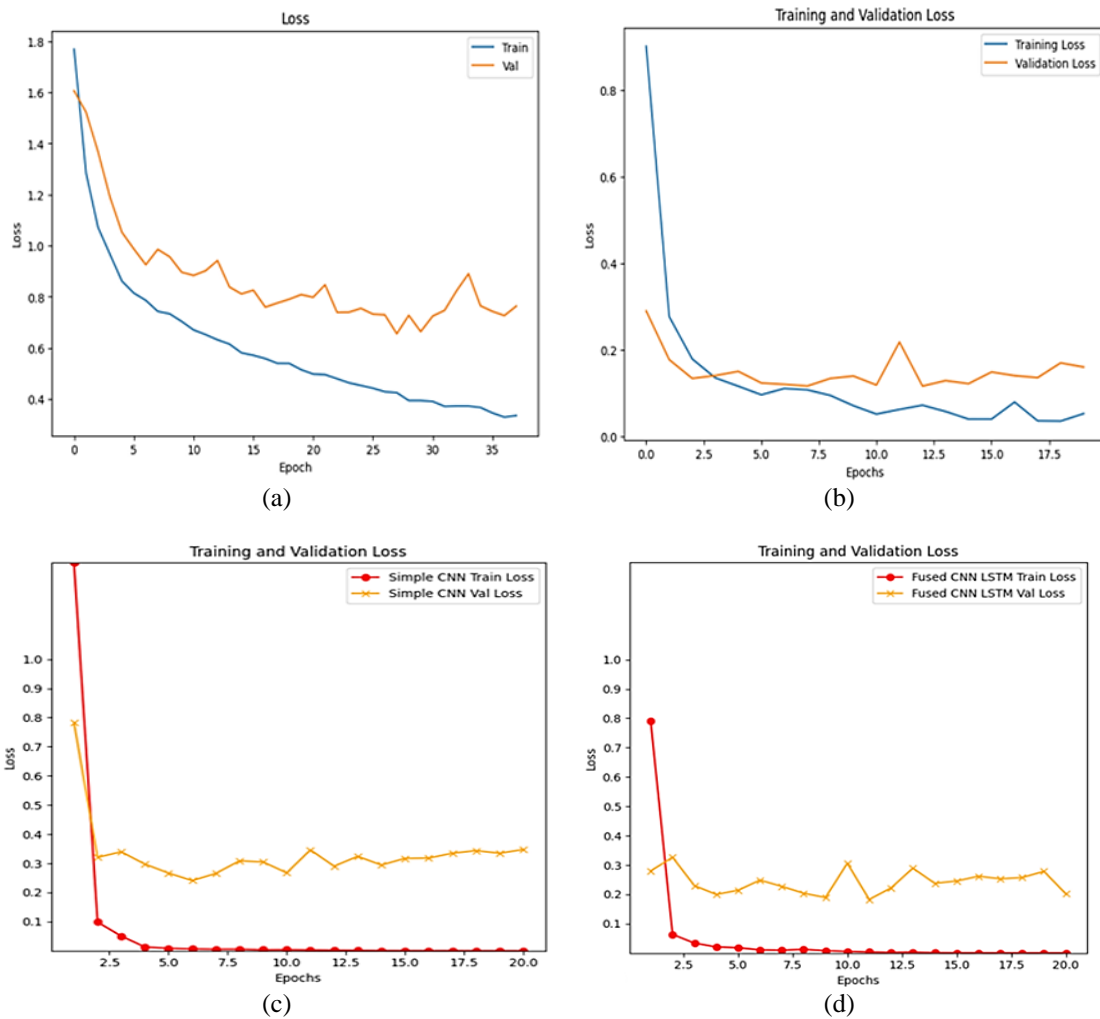 Loss
Train
Val
1.8
1.6
1.4
1.2
1.0
0.8
0.6
0.4
Loss
0 5 10 15 20 25 30 35
Epoch
(a)
Training and Validation Loss
Training Loss
Validation Loss
0.8
0.6
0.4
0.2
0.0
Loss
0.0 2.5 5.0 7.5 10.0 12.5 15.0 17.5
Epochs
(b)
Training and Validation Loss
Simple CNN Train Loss
Simple CNN Val Loss
1.0
0.9
0.8
0.7
0.6
0.5
0.4
0.3
0.2
0.1
Loss
2.5 5.0 7.5 10.0 12.5 15.0 17.5 20.0
Epochs
(c)
Training and Validation Loss
Fused CNN LSTM Train Loss
Fused CNN LSTM Val Loss
1.0
0.9
0.8
0.7
0.6
0.5
0.4
0.3
0.2
0.1
Loss
2.5 5.0 7.5 10.0 12.5 15.0 17.5 20.0
Epochs
(d)